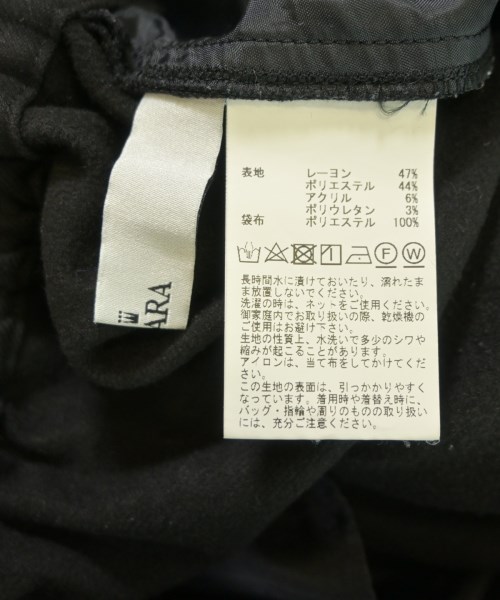 表地 レーヨン 47%
ポリエステル 44%
アクリル 6%
ポリウレタン 3%
袋布 ポリエステル 100%
F W
長時間水に漬けておいたり、濡れたま
ま放置しないでください。
洗濯の時は、ネットをご使用ください。
御家庭内でお取り扱いの際、乾燥機の
ご使用はお避け下さい。
生地の性質上、水洗いで多少のシワや
縮みが起こることがあります。
アイロンは、当て布をしてかけてくだ
さい。
この生地の表面は、引っかかりやすく
なっています。着用時や着替え時に、
バッグ・指輪や周りのものの取り扱い
には、充分ご注意ください。
ARA